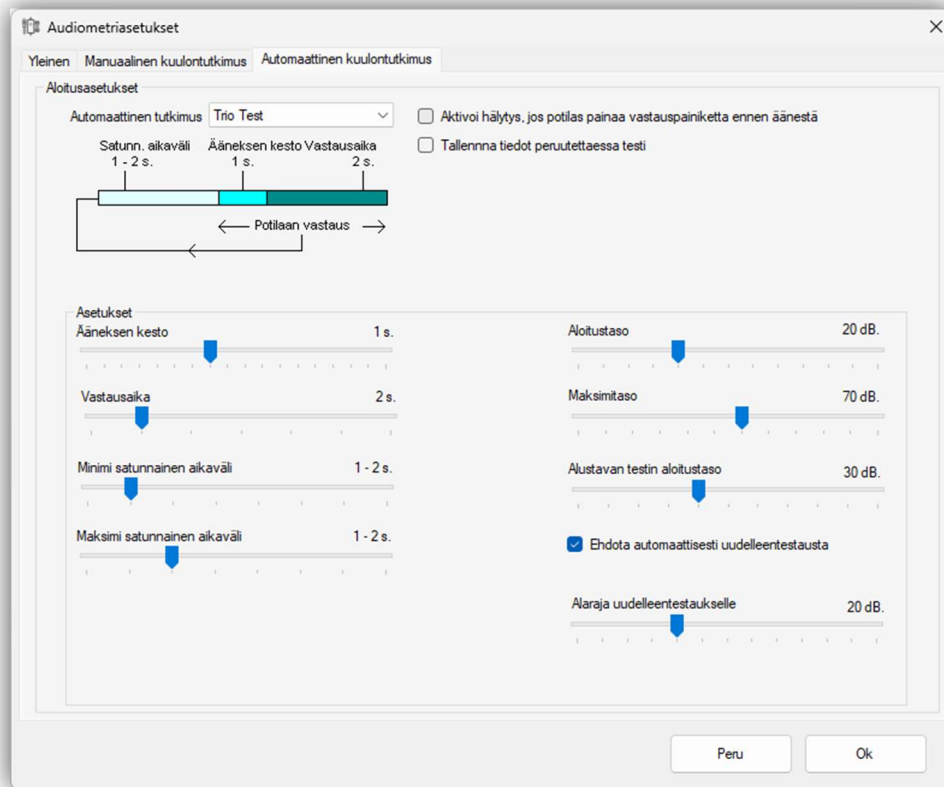 Audiometriasetukset
Yleinen Manuaalinen kuulontutkimus Automaattinen kuulontutkimus
Aloitusasetukset
Automaattinen tutkimus Trio Test
Aktivoi hälytys, jos potilas painaa vastauspainiketta ennen äänestä
Tallennna tiedot peruutettaessa testi
Satunn. aikaväli Ääneksen kesto Vastausaika
1 - 2 s. 1 s. 2 s.
Potilaan vastaus
Asetukset
Ääneksen kesto 1 s.
Vastausaika 2 s.
Minimi satunnainen aikaväli 1 - 2 s.
Maksimi satunnainen aikaväli 1 - 2 s.
Aloitustaso 20 dB.
Maksimitaso 70 dB.
Alustavan testin aloitustaso 30 dB.
Ehdota automaattisesti uudelleentestausta
Alaraja uudelleentestaukselle 20 dB.
Peru Ok